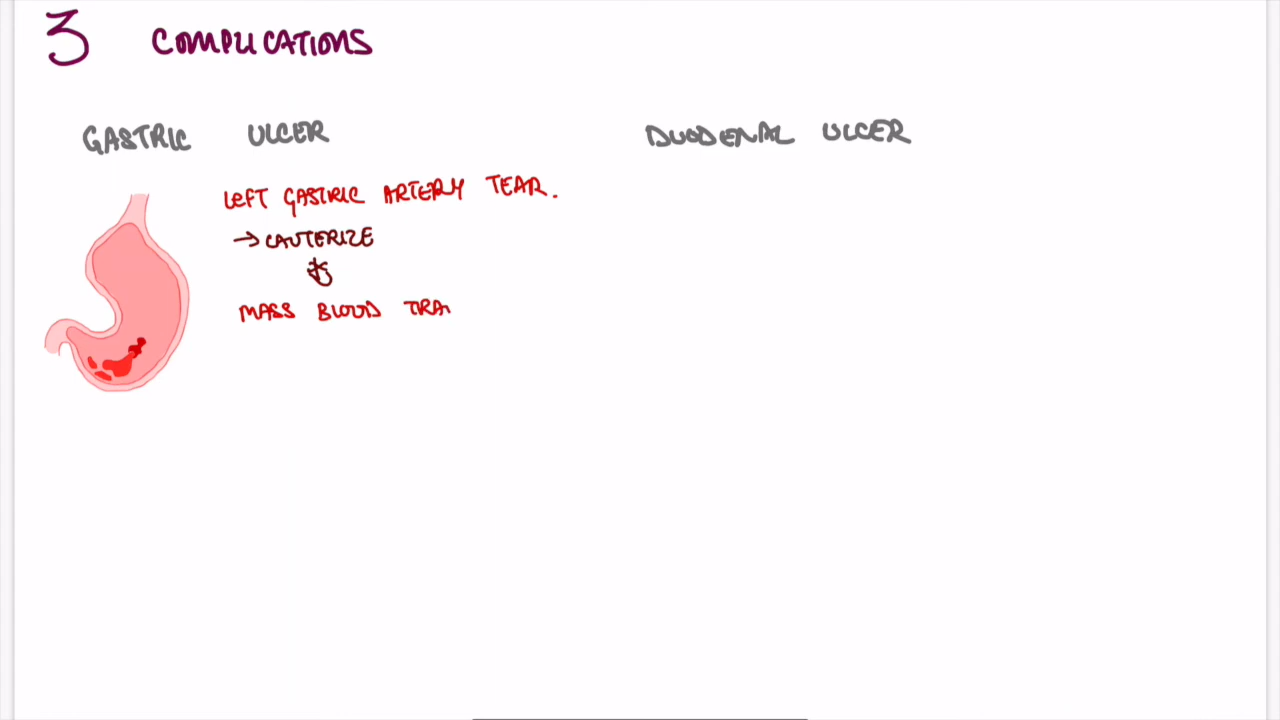 3 COMPLICATIONS
GASTRIC ULCER
DUODENAL ULCER
LEFT GASTRIC ARTERY TEAR.
→ CAUTERIZE
MASS BLOOD TRA